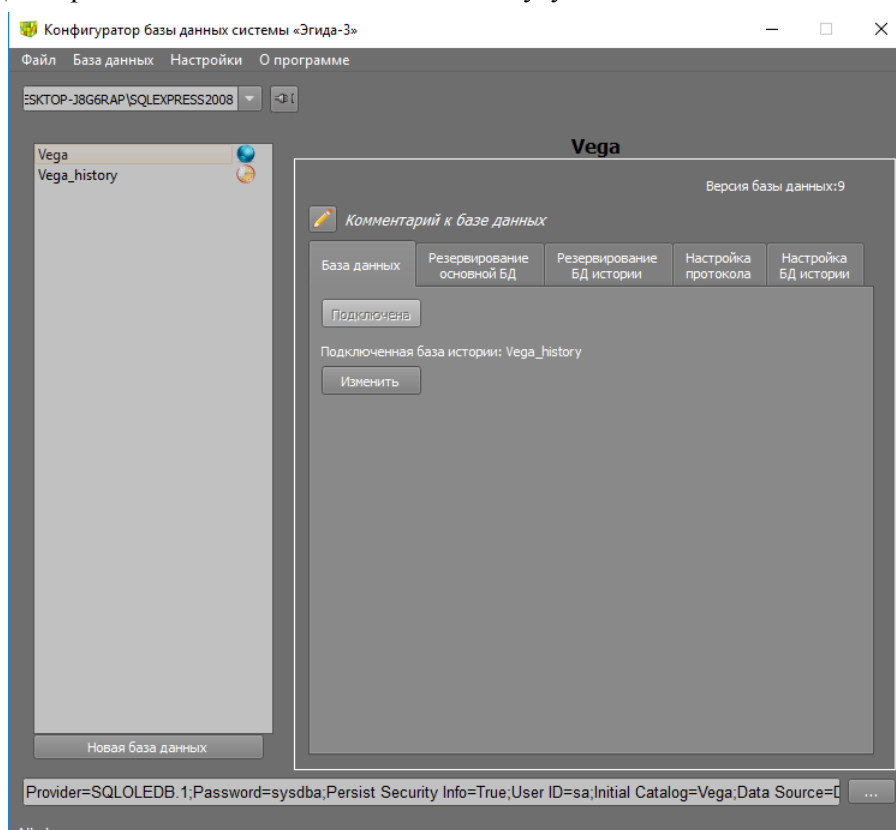 Конфигуратор базы данных системы «Эгида-3»
Файл База данных Настройки О программе
ESKTOP-J8G6RAP\SQLEXPRESS2008
Vega
Vega
Vega_history
Версия базы данных:9
Комментарий к базе данных
База данных
Резервирование основной БД
Резервирование БД истории
Настройка протокола
Настройка БД истории
Подключена
Подключенная база истории: Vega_history
Изменить
Новая база данных
Provider=SQLOLEDB.1;Password=sysdba;Persist Security Info=True;User ID=sa;Initial Catalog=Vega;Data Source=D
...